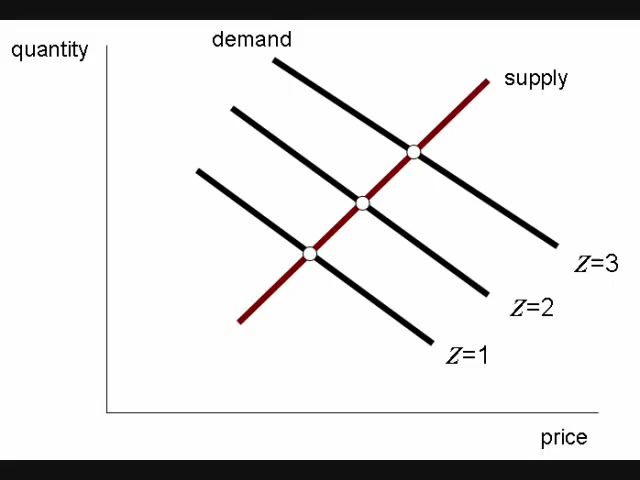 demand
quantity
supply
Z=3
Z=2
Z=1
price